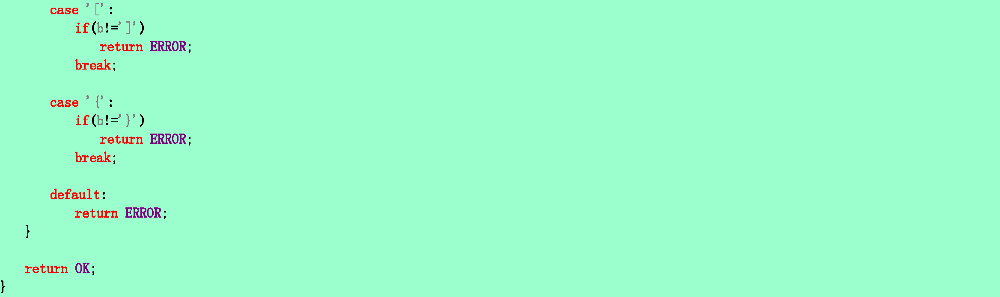 case '[':
if(b!=']')
return ERROR;
break;
case '{':
if(b!='}')
return ERROR;
break;
default:
return ERROR;
}
return OK;
}